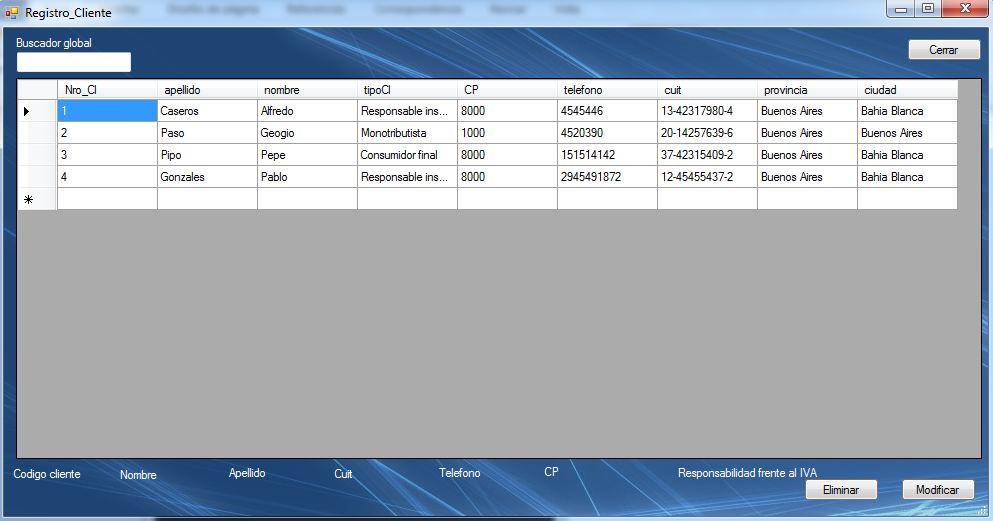 Registro_Cliente
Buscador global
Cerrar
Nro_Cl apellido nombre tipoCl CP telefono cuit provincia ciudad
1 Caseros Alfredo Responsable ins... 8000 4545446 13-42317980-4 Buenos Aires Bahia Blanca
2 Paso Geogio Monotributista 1000 4520390 20-14257639-6 Buenos Aires Buenos Aires
3 Pipo Pepe Consumidor final 8000 151514142 37-42315409-2 Buenos Aires Bahia Blanca
4 Gonzales Pablo Responsable ins... 8000 2945491872 12-45455437-2 Buenos Aires Bahia Blanca
Codigo cliente Nombre Apellido Cuit Telefono CP Responsabilidad frente al IVA
Eliminar Modificar